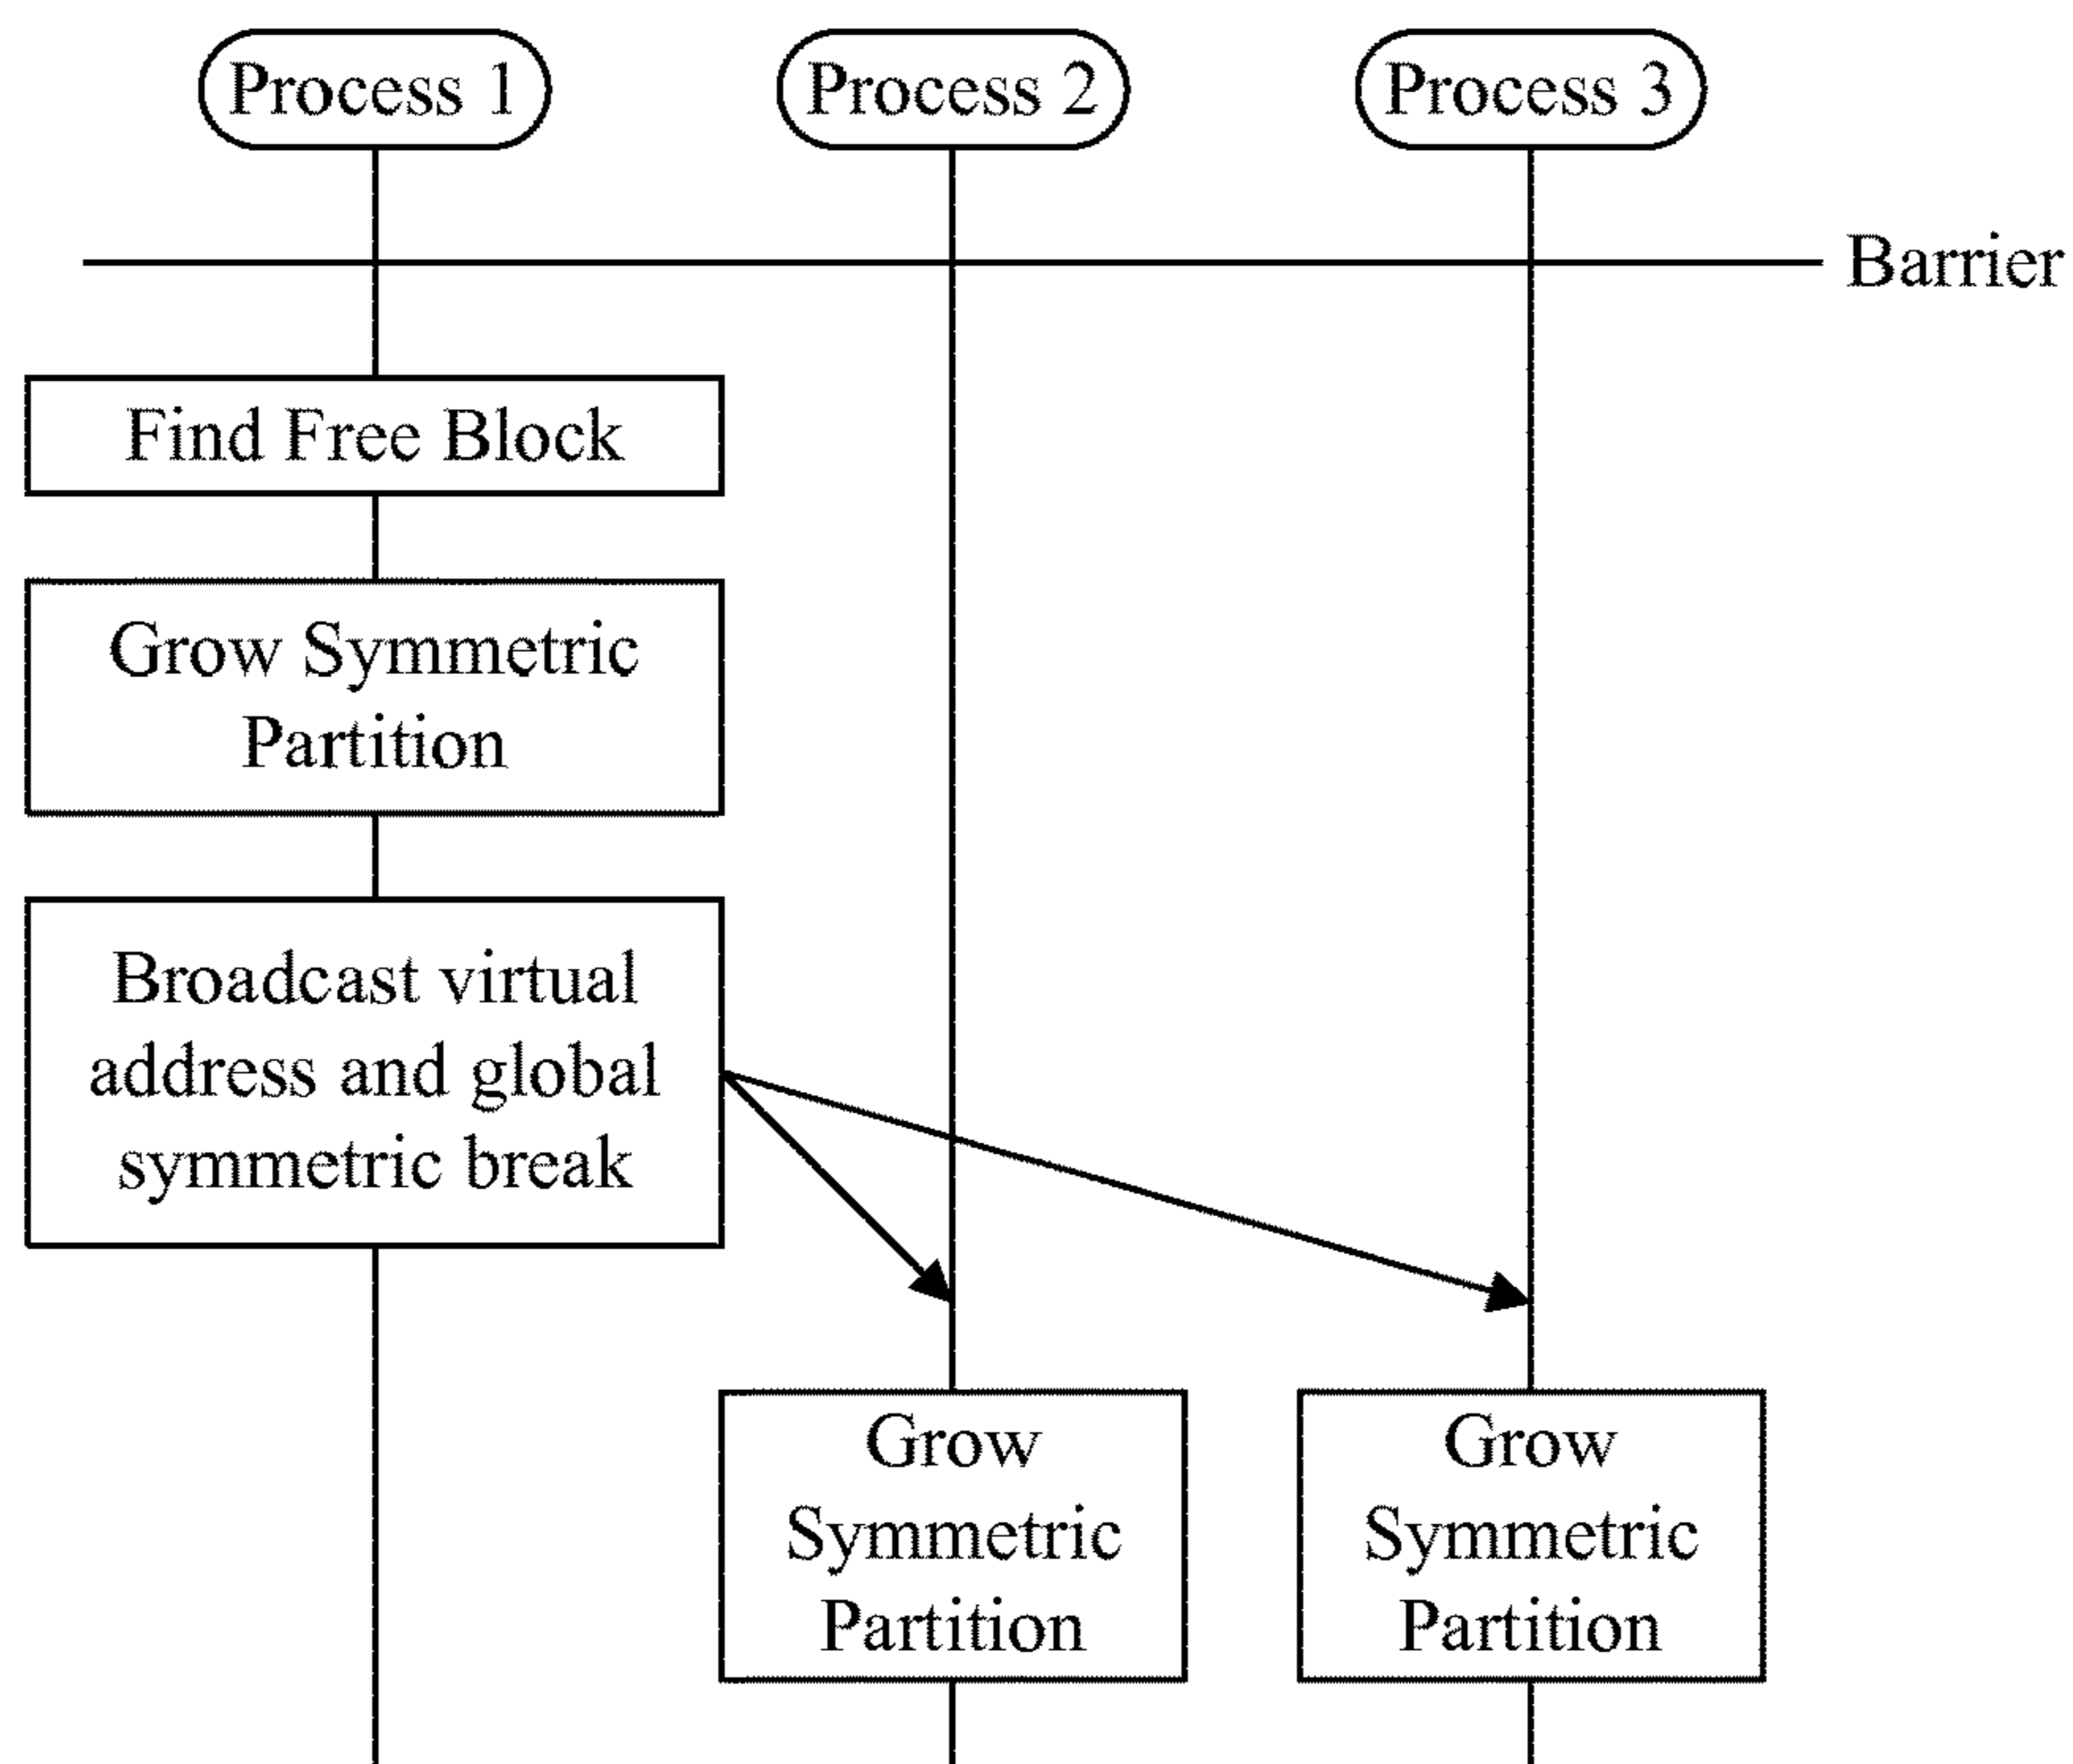 Process 1
Process 2
Process 3
Barrier
Find Free Block
Grow Symmetric
Partition
Broadcast virtual
address and global
symmetric break
Grow
Symmetric
Partition
Grow
Symmetric
Partition